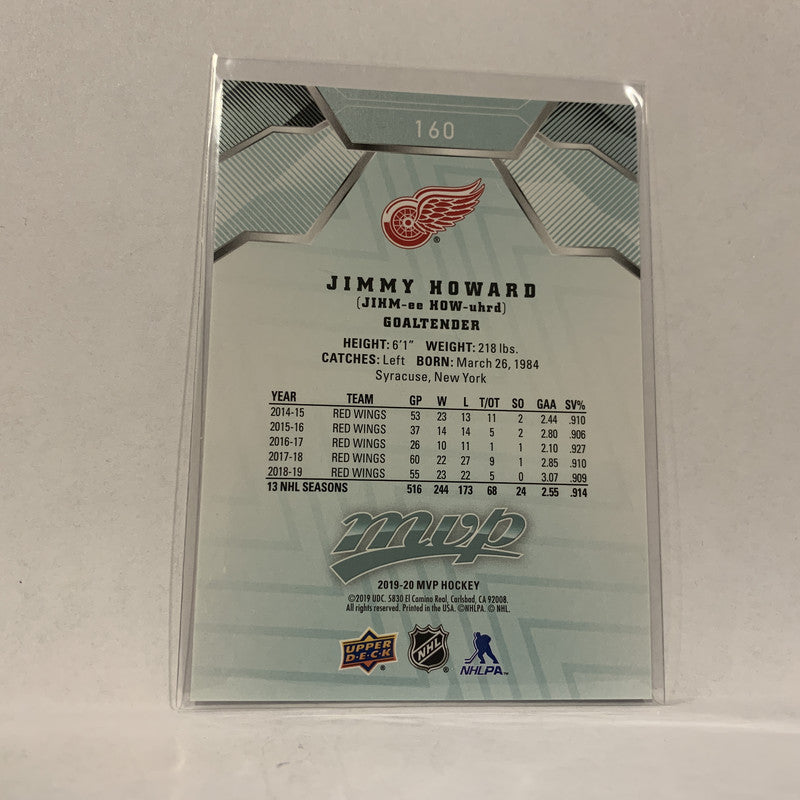 160
JIMMY HOWARD
(JIHM-ee HOW-uhrd)
GOALTENDER
HEIGHT: 6'1" WEIGHT: 218 lbs.
CATCHES: Left BORN: March 26, 1984
Syracuse, New York
YEAR TEAM GP W L T/OT SO GAA SV%
2014-15 RED WINGS 53 23 13 11 2 2.44 .910
2015-16 RED WINGS 37 14 14 5 2 2.80 .906
2016-17 RED WINGS 26 10 11 1 1 2.10 .927
2017-18 RED WINGS 60 22 27 9 1 2.85 .910
2018-19 RED WINGS 55 23 22 5 0 3.07 .909
13 NHL SEASONS 516 244 173 68 24 2.55 .914
mvp
2019-20 MVP HOCKEY
©2019 UDC. 5830 El Camino Real, Carlsbad, CA 92008.
All rights reserved. Printed in the USA. ©NHLPA. © NHL.
UPPER DECK NHL NHLPA